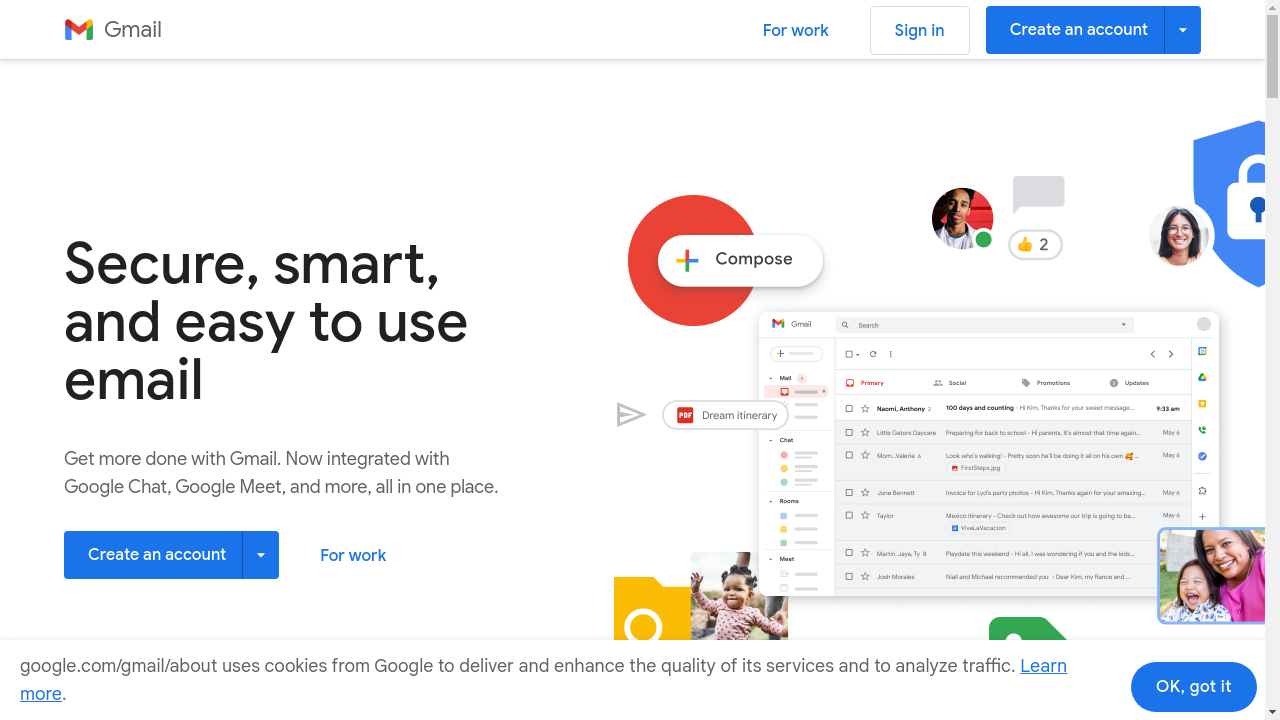 Gmail
For work
Sign in
Create an account
Secure, smart,
and easy to use
email
Get more done with Gmail. Now integrated with
Google Chat, Google Meet, and more, all in one place.
Create an account
For work
Compose
👍 2
Gmail
Search
Mail 1
Chat
Rooms
Meet
PDF Dream itinerary
Primary
Social
Promotions
Updates
Naomi, Anthony 2 100 days and counting - Hi Kim, Thanks for your sweet message... 9:33 am
Little Gators Daycare Preparing for back to school - Hi parents, It's almost that time again... May 6
Mom...Valerie 6 Look who's walking! - Pretty soon he'll be doing it all on his own 🥰 ... May 6
FirstSteps.jpg
June Bennett Invoice for Lyd's party photos - Hi Kim, Thanks again for your amazing... May 6
Taylor Mexico itinerary - Check out how awesome our trip is going to be... May 6
VivaLaVacacion
Martin, Jaya, Ty 8 Playdate this weekend - Hi all, I was wondering if you and the kids...
Josh Morales Niall and Michael recommended you - Dear Kim, my fiance and ...
google.com/gmail/about uses cookies from Google to deliver and enhance the quality of its services and to analyze traffic. Learn
more.
OK, got it